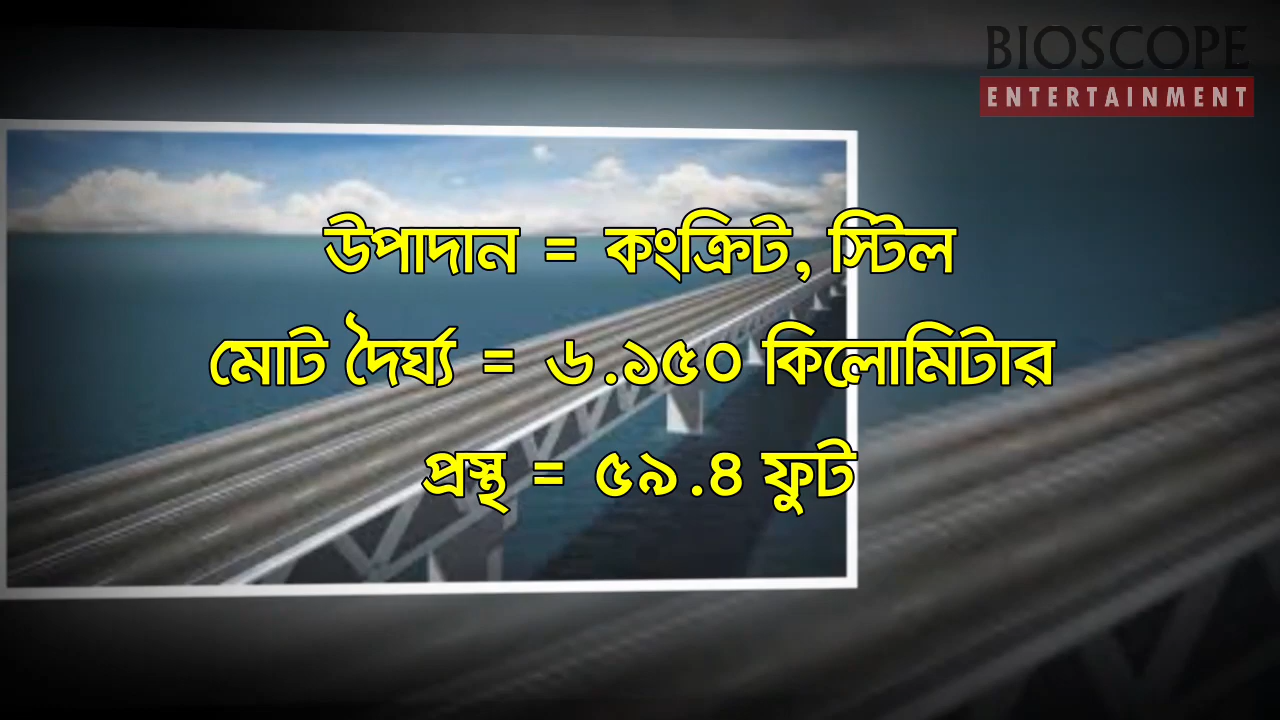 BIOSCOPE
ENTERTAINMENT
উপাদান = কংক্রিট, স্টিল
মোট দৈর্ঘ্য = ৬.১৫০ কিলোমিটার
প্রস্থ = ৫৯.৪ ফুট